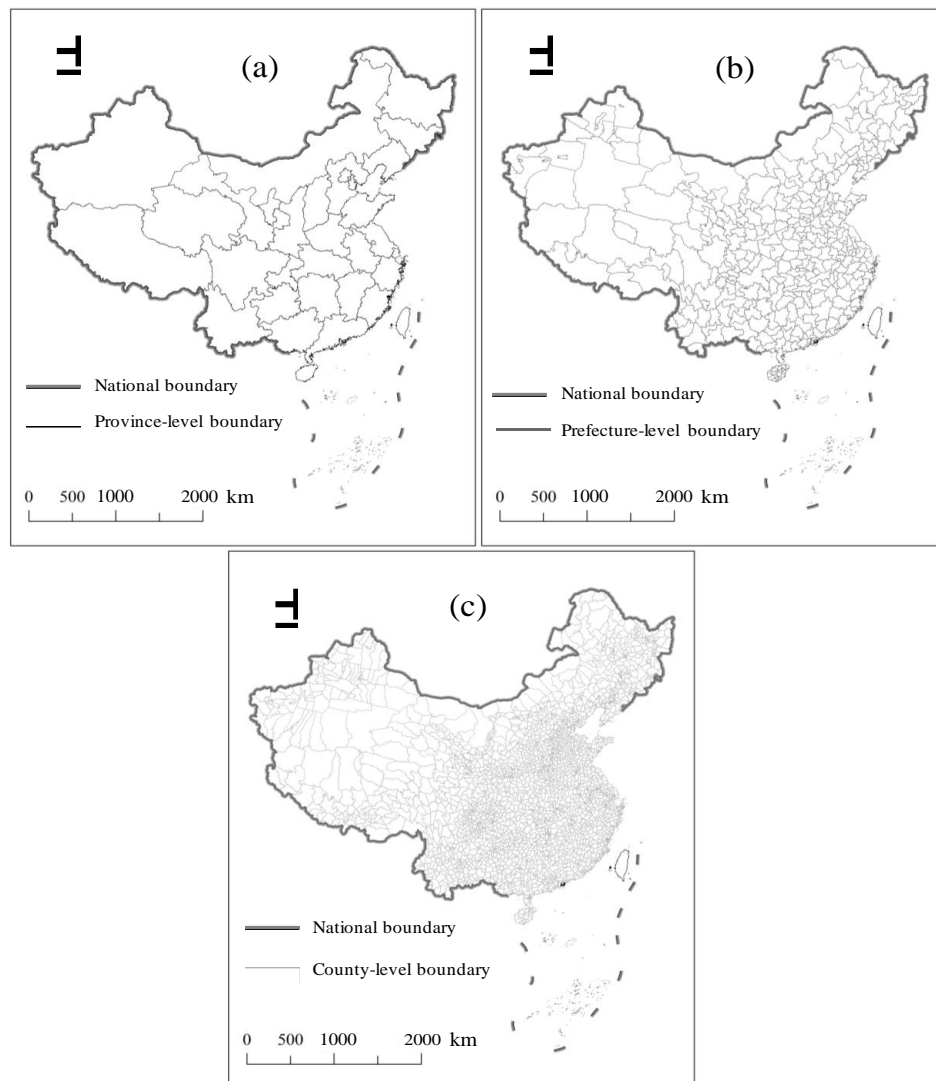 (a)
National boundary
Province-level boundary
0 500 1000 2000 km
(b)
National boundary
Prefecture-level boundary
0 500 1000 2000 km
(c)
National boundary
County-level boundary
0 500 1000 2000 km